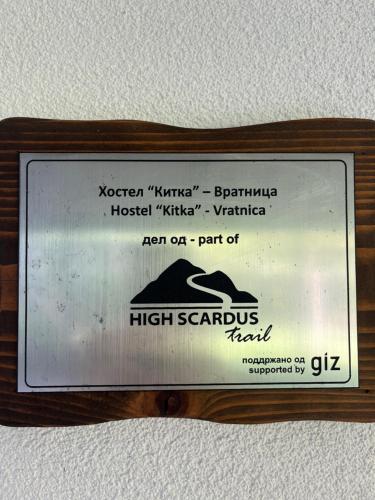 Хостел “Китка” – Вратница
Hostel “Kitka” - Vratnica
дел од - part of
HIGH SCARDUS
trail
поддржано од
supported by giz